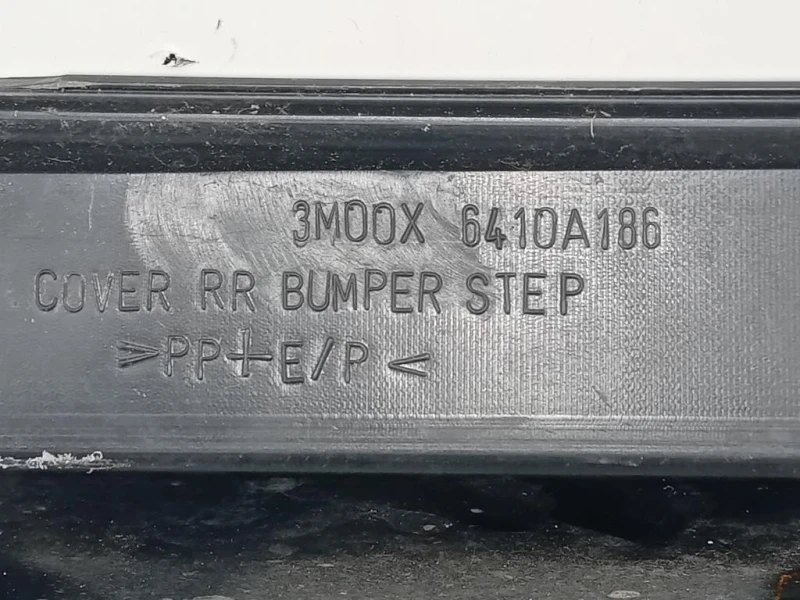 3M00X 6410A186
COVER RR BUMPER STEP
>PP+E/P<